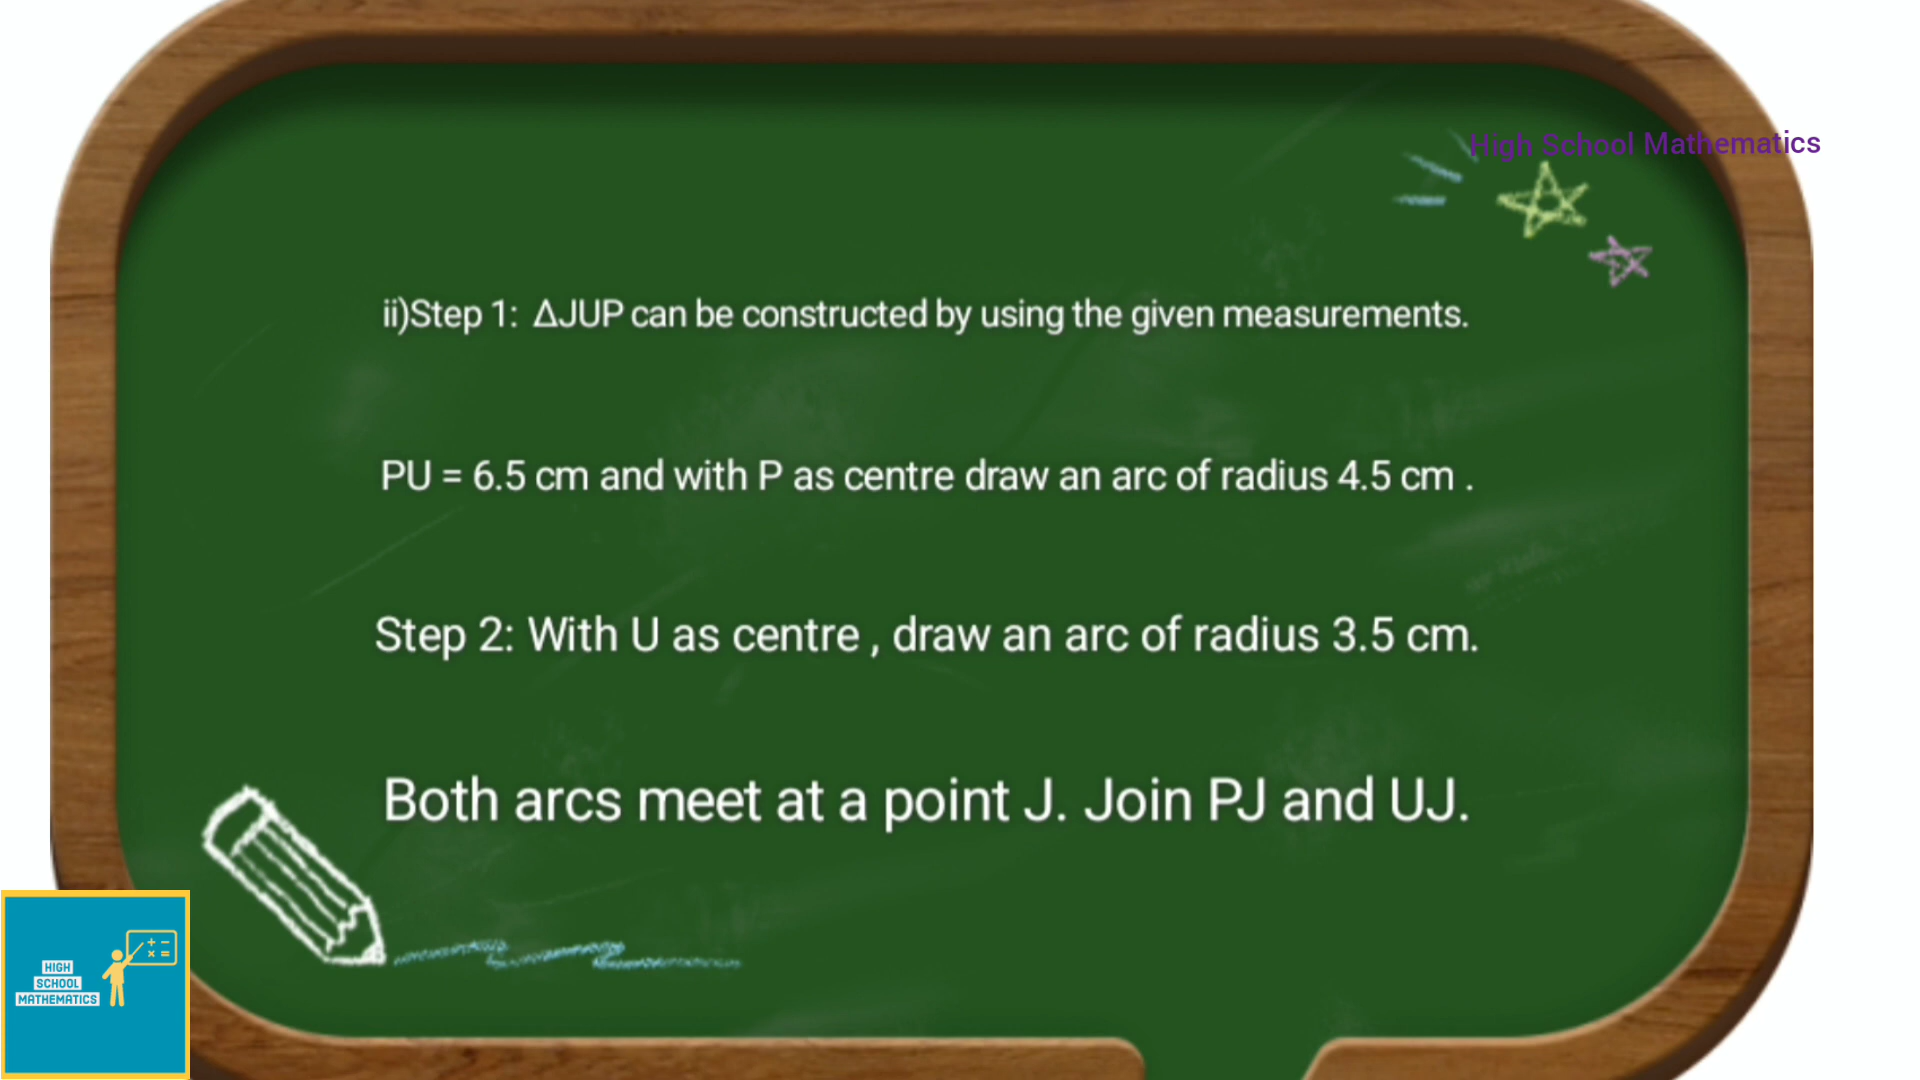 High School Mathematics
ii)Step 1: ΔJUP can be constructed by using the given measurements.
PU = 6.5 cm and with P as centre draw an arc of radius 4.5 cm .
Step 2: With U as centre , draw an arc of radius 3.5 cm.
Both arcs meet at a point J. Join PJ and UJ.
HIGH
SCHOOL
MATHEMATICS